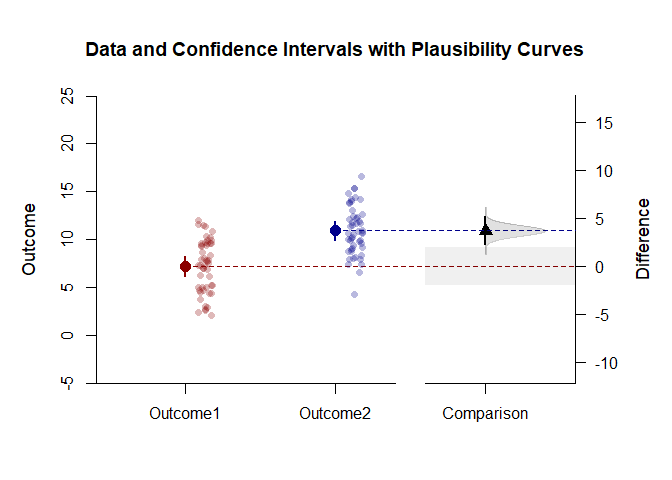 Data and Confidence Intervals with Plausibility Curves
Outcome
25
20
15
10
5
0
-5
Outcome1
Outcome2
Comparison
15
10
5
0
-5
-10
Difference